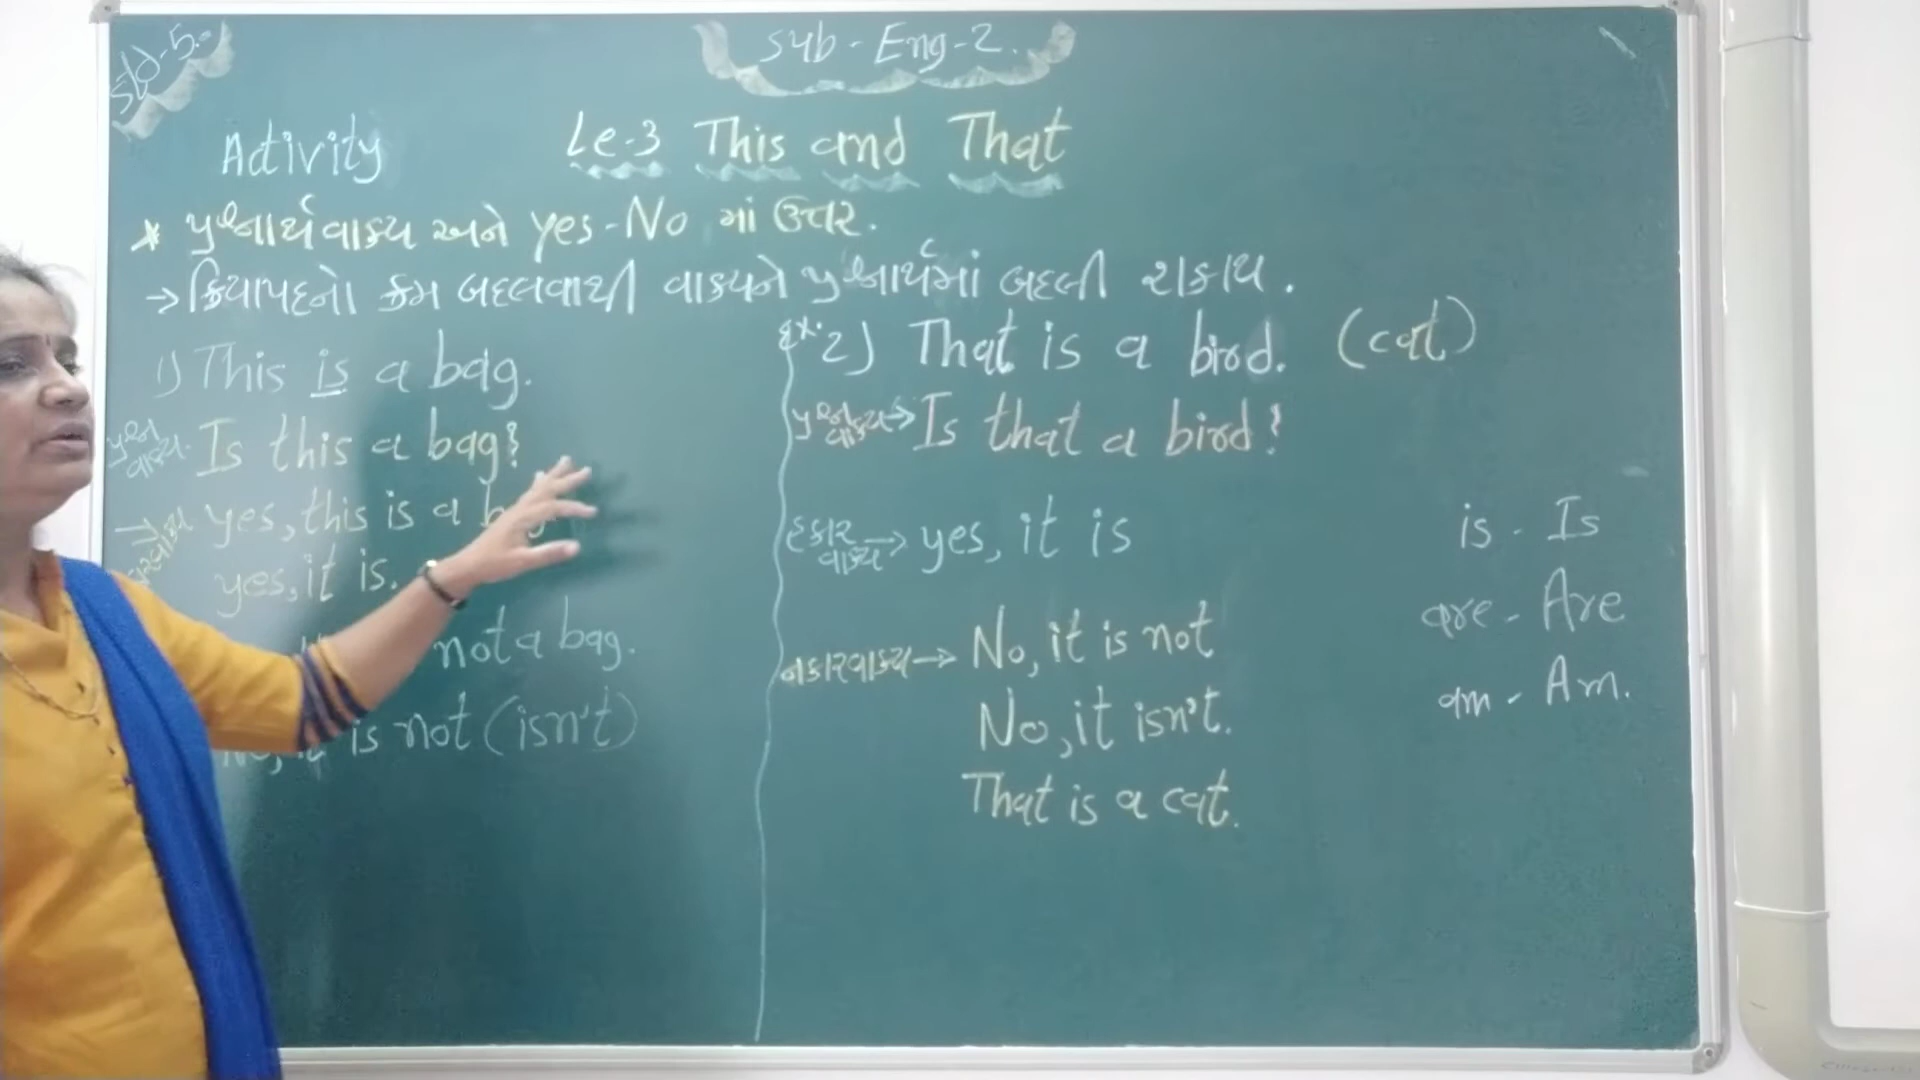 Std-5.
Sub-Eng-2.
Activity
Le-3 This and That
* પ્રશ્નાર્થવાક્ય અને yes-No માં ઉત્તર.
→ ક્રિયાપદનો ક્રમ બદલવાથી વાક્યને પ્રશ્નાર્થમાં બદલી શકાય.
1) This is a bag.
પ્રશ્ન વાક્ય. Is this a bag?
→ yes, this is a
yes, it is.
not a bag.
is not (isn't)
Ex. 2) That is a bird. (cat)
પ્રશ્ન વાક્ય → Is that a bird?
હકાર વાક્ય → yes, it is
નકારવાક્ય → No, it is not
No, it isn't.
That is a cat.
is - Is
are - Are
am - Am.